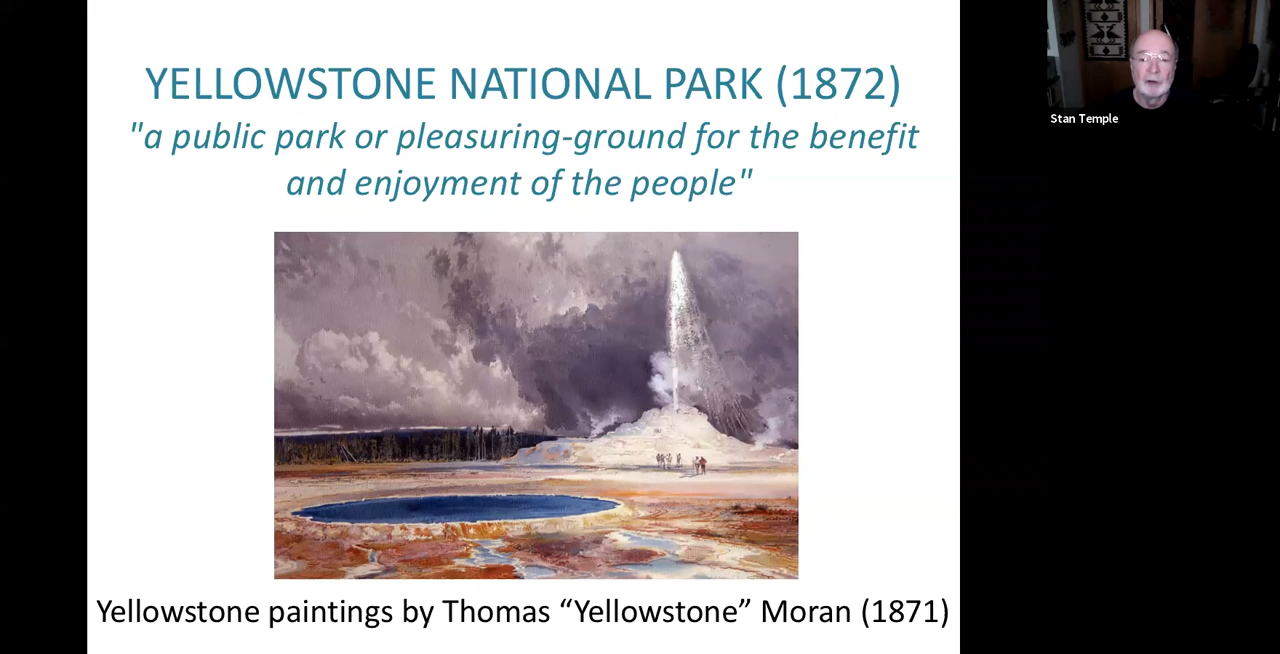 YELLOWSTONE NATIONAL PARK (1872)
"a public park or pleasuring-ground for the benefit
and enjoyment of the people"
Yellowstone paintings by Thomas “Yellowstone” Moran (1871)
Stan Temple